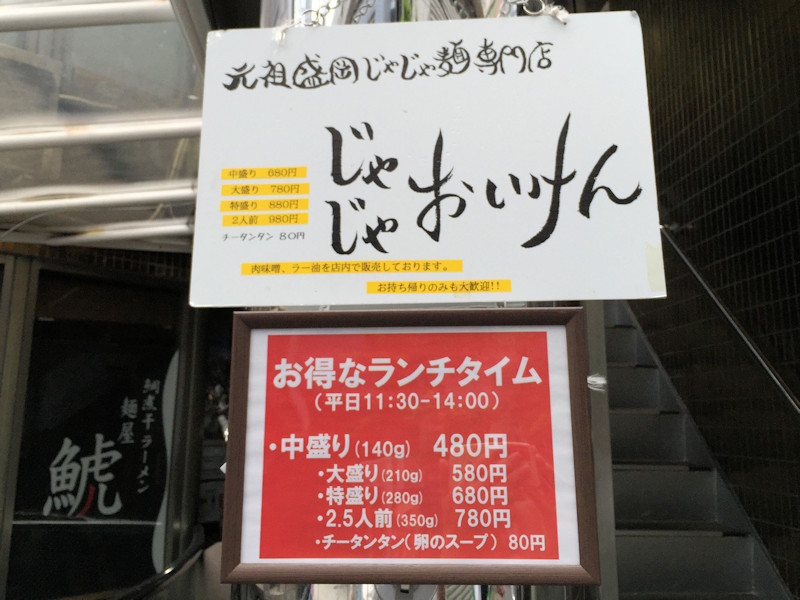 元祖盛岡じゃじゃ麺専門店
じゃじゃおいけん
中盛り 680円
大盛り 780円
特盛り 880円
2人前 980円
チータンタン 80円
肉味噌、ラー油を店内で販売しております。
お持ち帰りのみも大歓迎!!
お得なランチタイム
(平日11:30-14:00)
・中盛り(140g) 480円
・大盛り(210g) 580円
・特盛り(280g) 680円
・2.5人前(350g) 780円
・チータンタン(卵のスープ) 80円
鯛煮干ラーメン
麺屋
鯱